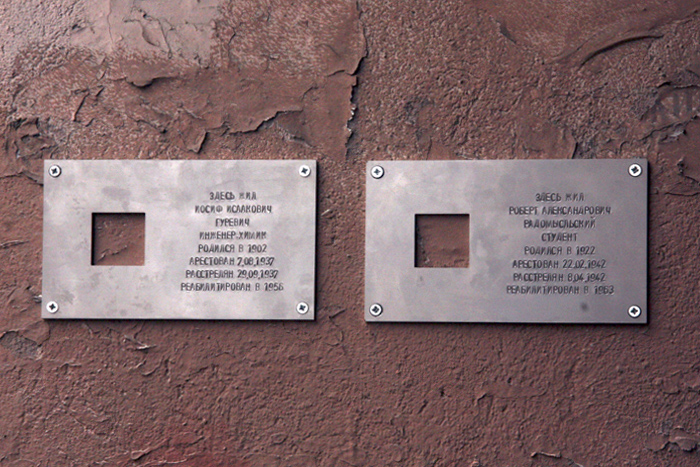 ЗДЕСЬ ЖИЛ
ИОСИФ ИСААКОВИЧ
ГУРЕВИЧ
ИНЖЕНЕР-ХИМИК
РОДИЛСЯ В 1902
АРЕСТОВАН 7,08,1937
РАССТРЕЛЯН 29,09,1937
РЕАБИЛИТИРОВАН В 1956
ЗДЕСЬ ЖИЛ
РОБЕРТ АЛЕКСАНДРОВИЧ
РАДОМЫСЛЬСКИЙ
СТУДЕНТ
РОДИЛСЯ В 1922
АРЕСТОВАН 22,02,1942
РАССТРЕЛЯН 8,04,1942
РЕАБИЛИТИРОВАН В 1953